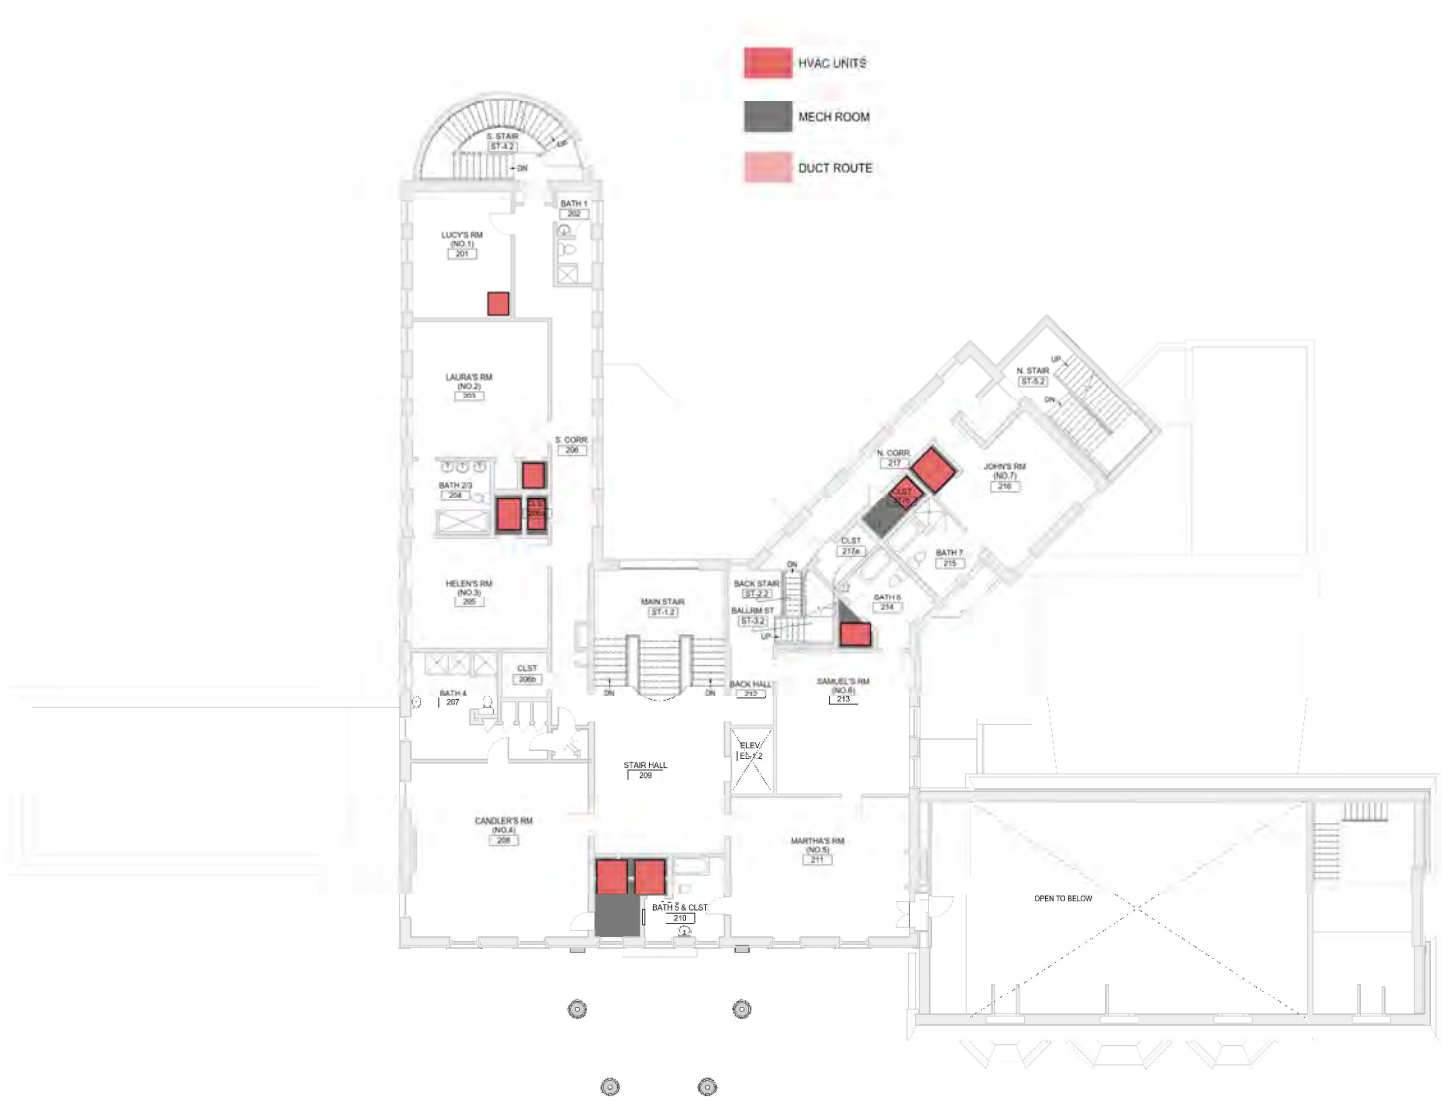 HVAC UNITS
MECH ROOM
DUCT ROUTE
S. STAIR
ST-4.2
UP
DN
BATH 1
202
LUCY'S RM
(NO.1)
201
LAURA'S RM
(NO.2)
203
S. CORR.
206
BATH 2/3
204
HELEN'S RM
(NO.3)
205
N. STAIR
ST-5.2
UP
DN
N. CORR.
217
JOHN'S RM
(NO.7)
216
CLST
CLST
217a
BATH 7
215
BATH 6
214
DN
BACK STAIR
ST-2.2
BALLRM ST
ST-3.2
UP
MAIN STAIR
ST-1.2
DN
DN
CLST
206b
BATH 4
207
BACK HALL
212
SAMUEL'S RM
(NO.6)
213
ELEV
EL-1.2
STAIR HALL
209
CANDLER'S RM
(NO.4)
208
MARTHA'S RM
(NO.5)
211
BATH 5 & CLST
210
OPEN TO BELOW